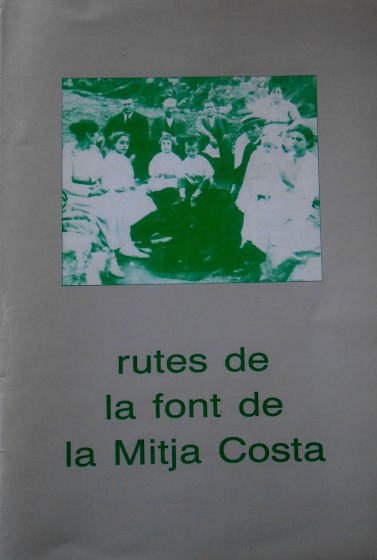 rutes de
la font de
la Mitja Costa